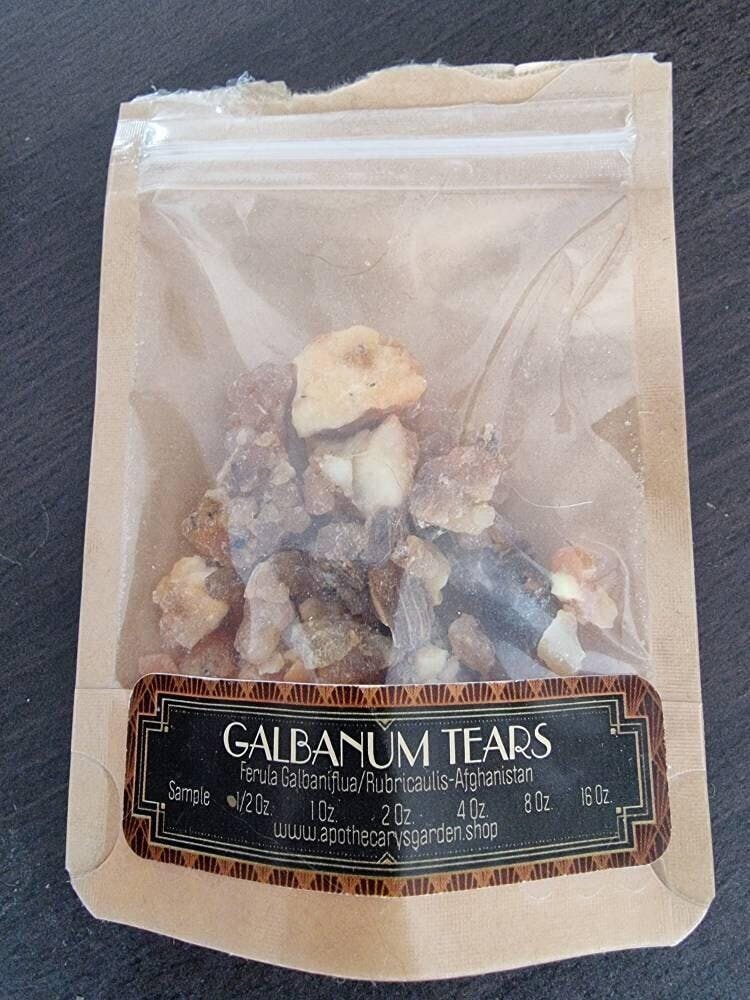 GALBANUM TEARS
Ferula Galbaniflua/Rubricaulis-Afghanistan
Sample 1/2 Oz. 1 Oz. 2 Oz. 4 Oz. 8 Oz. 16 Oz.
www.apothecarysgarden.shop